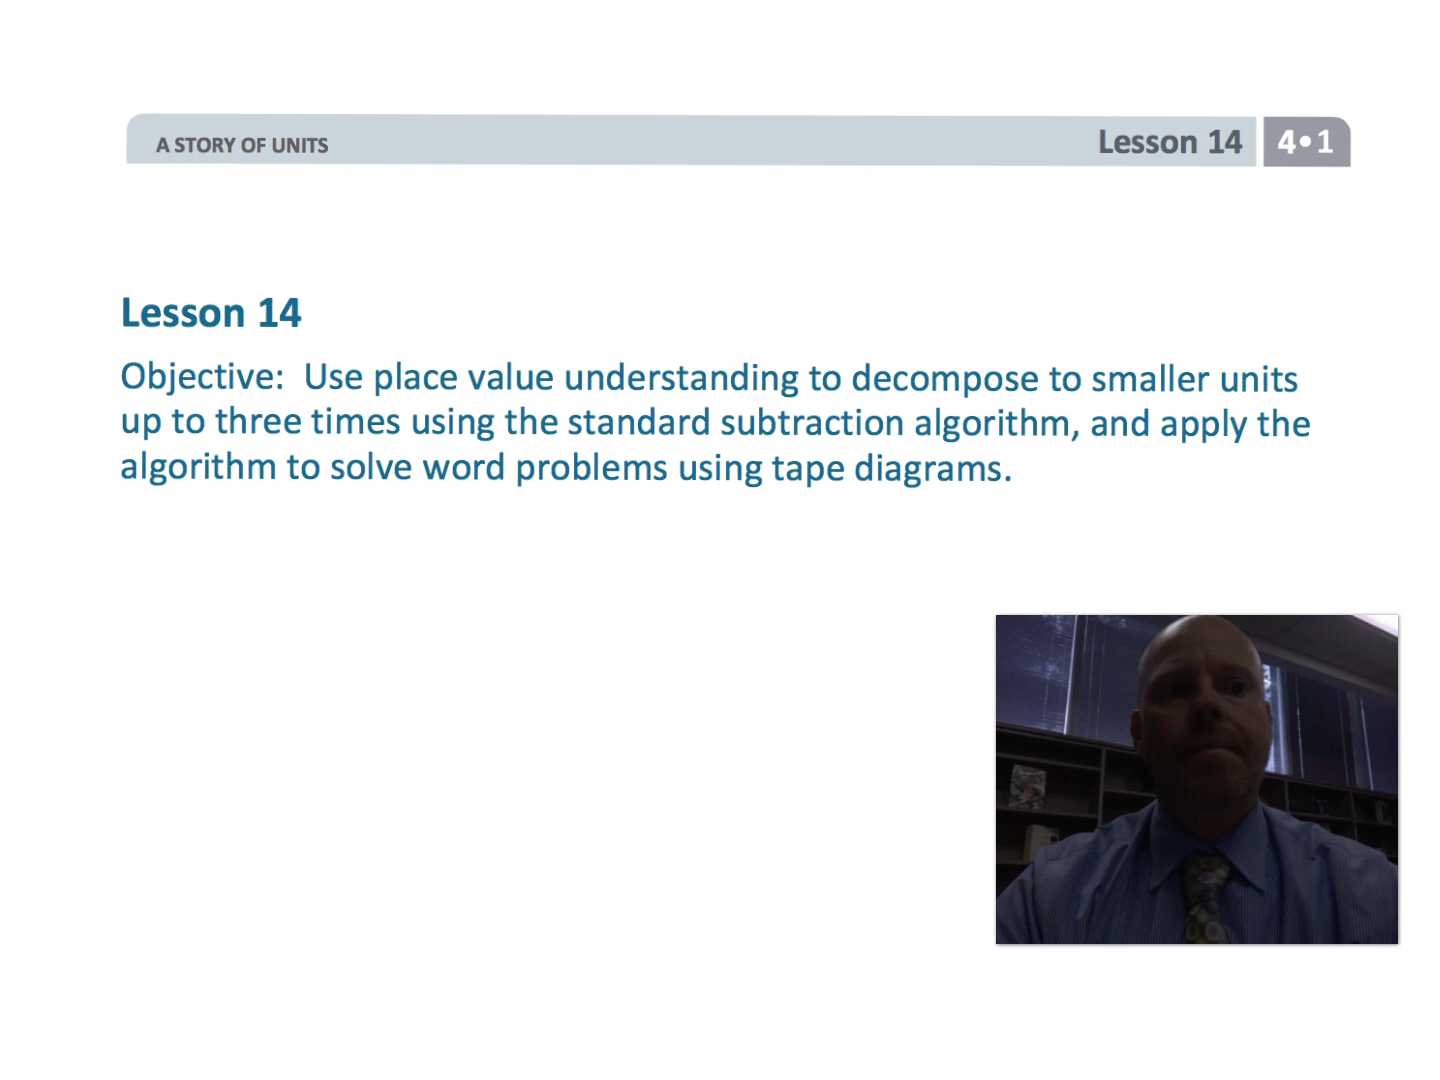 A STORY OF UNITS
Lesson 14 4•1
Lesson 14
Objective: Use place value understanding to decompose to smaller units
up to three times using the standard subtraction algorithm, and apply the
algorithm to solve word problems using tape diagrams.